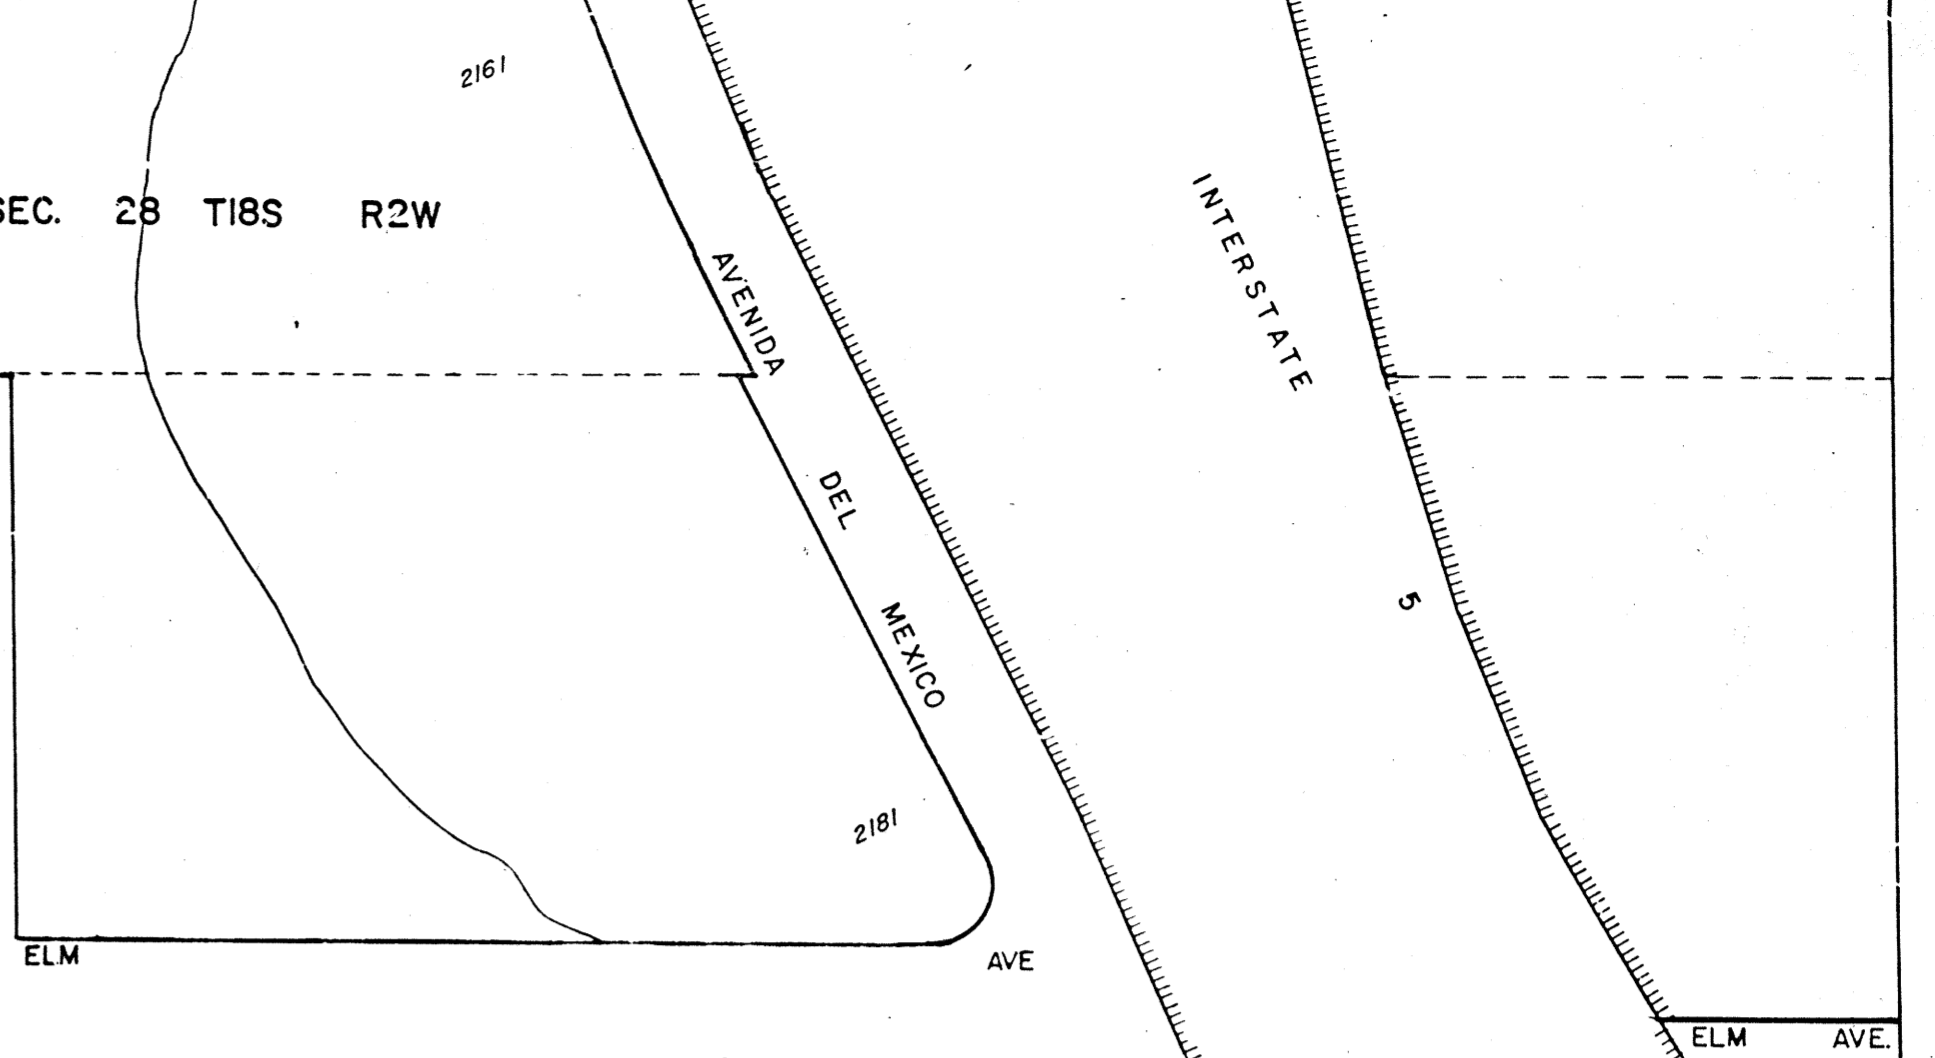 2161
SEC. 28 T18S R2W
INTERSTATE 5
AVENIDA DEL MEXICO
2181
ELM AVE
ELM AVE.